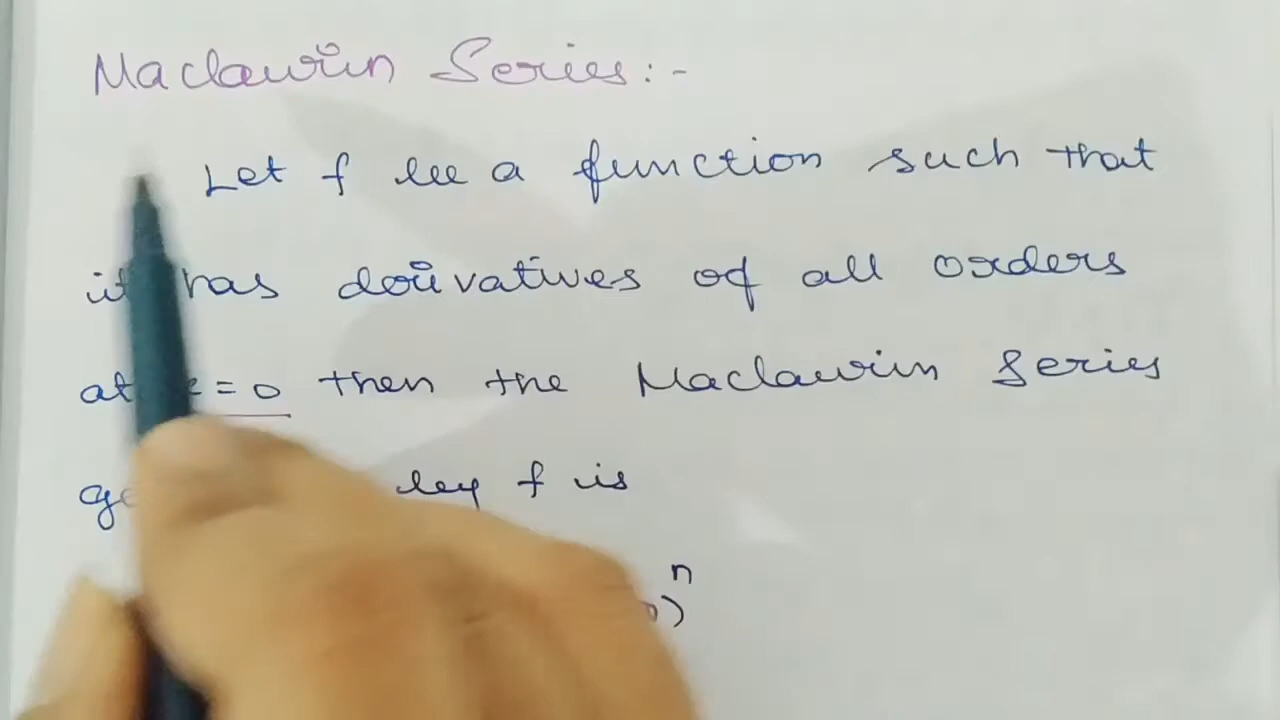 Maclaurin Series:-
Let f be a function such that
it has derivatives of all orders
at = 0 then the Maclaurin Series
by f is
)ⁿ